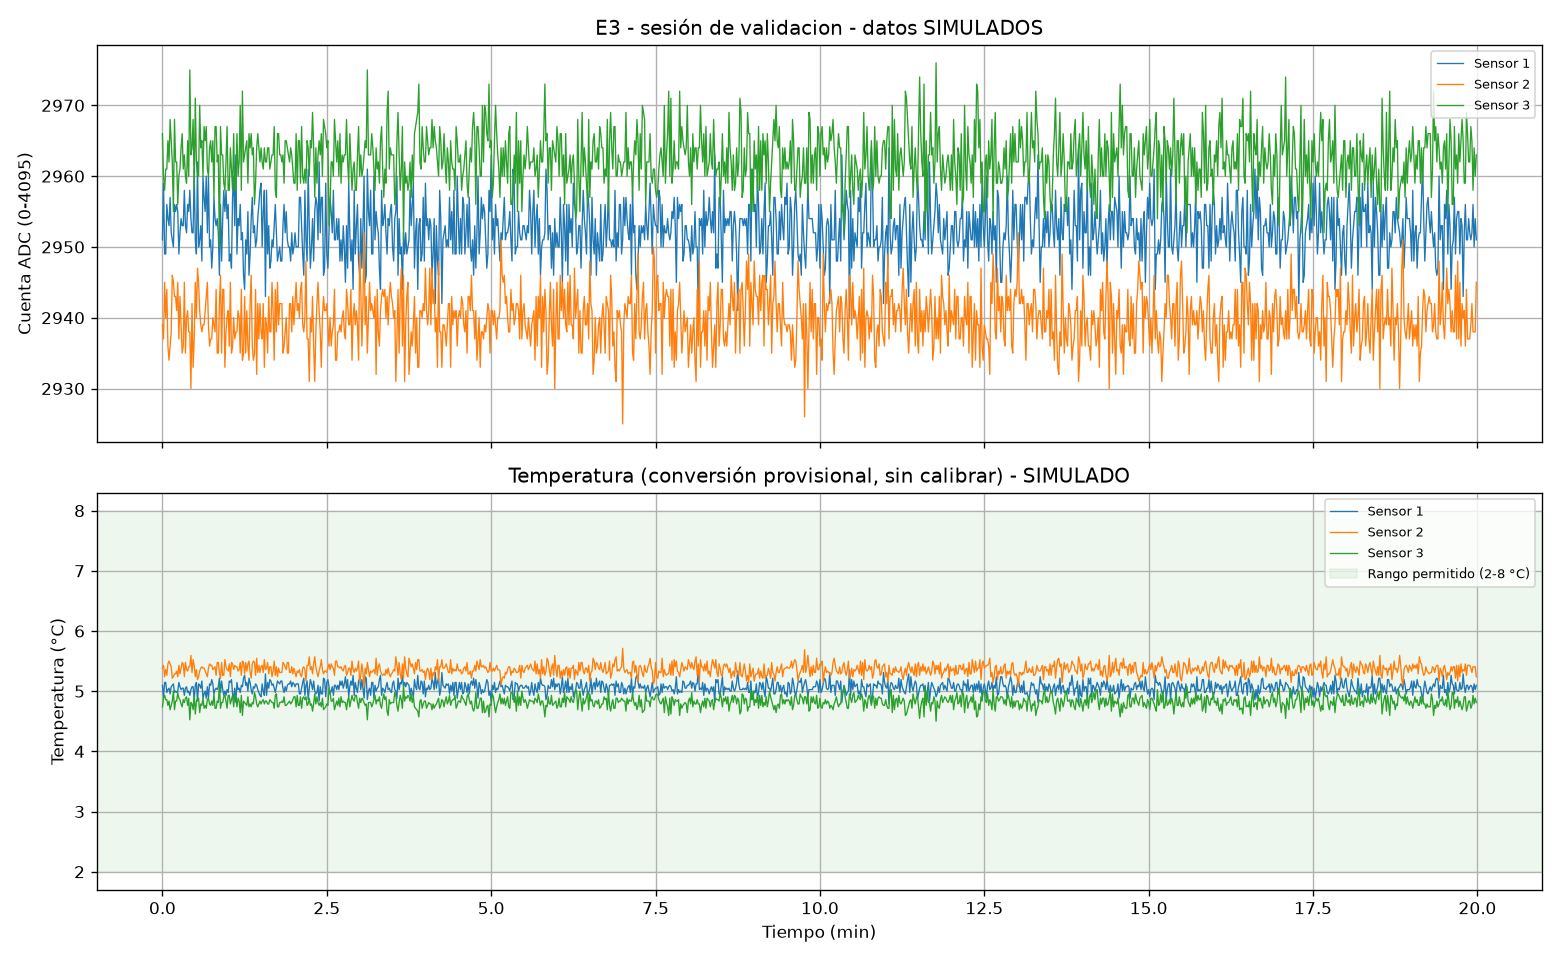 E3 - sesión de validacion - datos SIMULADOS
Cuenta ADC (0-4095)
2970
2960
2950
2940
2930
Sensor 1
Sensor 2
Sensor 3
Temperatura (conversión provisional, sin calibrar) - SIMULADO
Temperatura (°C)
8
7
6
5
4
3
2
Sensor 1
Sensor 2
Sensor 3
Rango permitido (2-8 °C)
0.0 2.5 5.0 7.5 10.0 12.5 15.0 17.5 20.0
Tiempo (min)